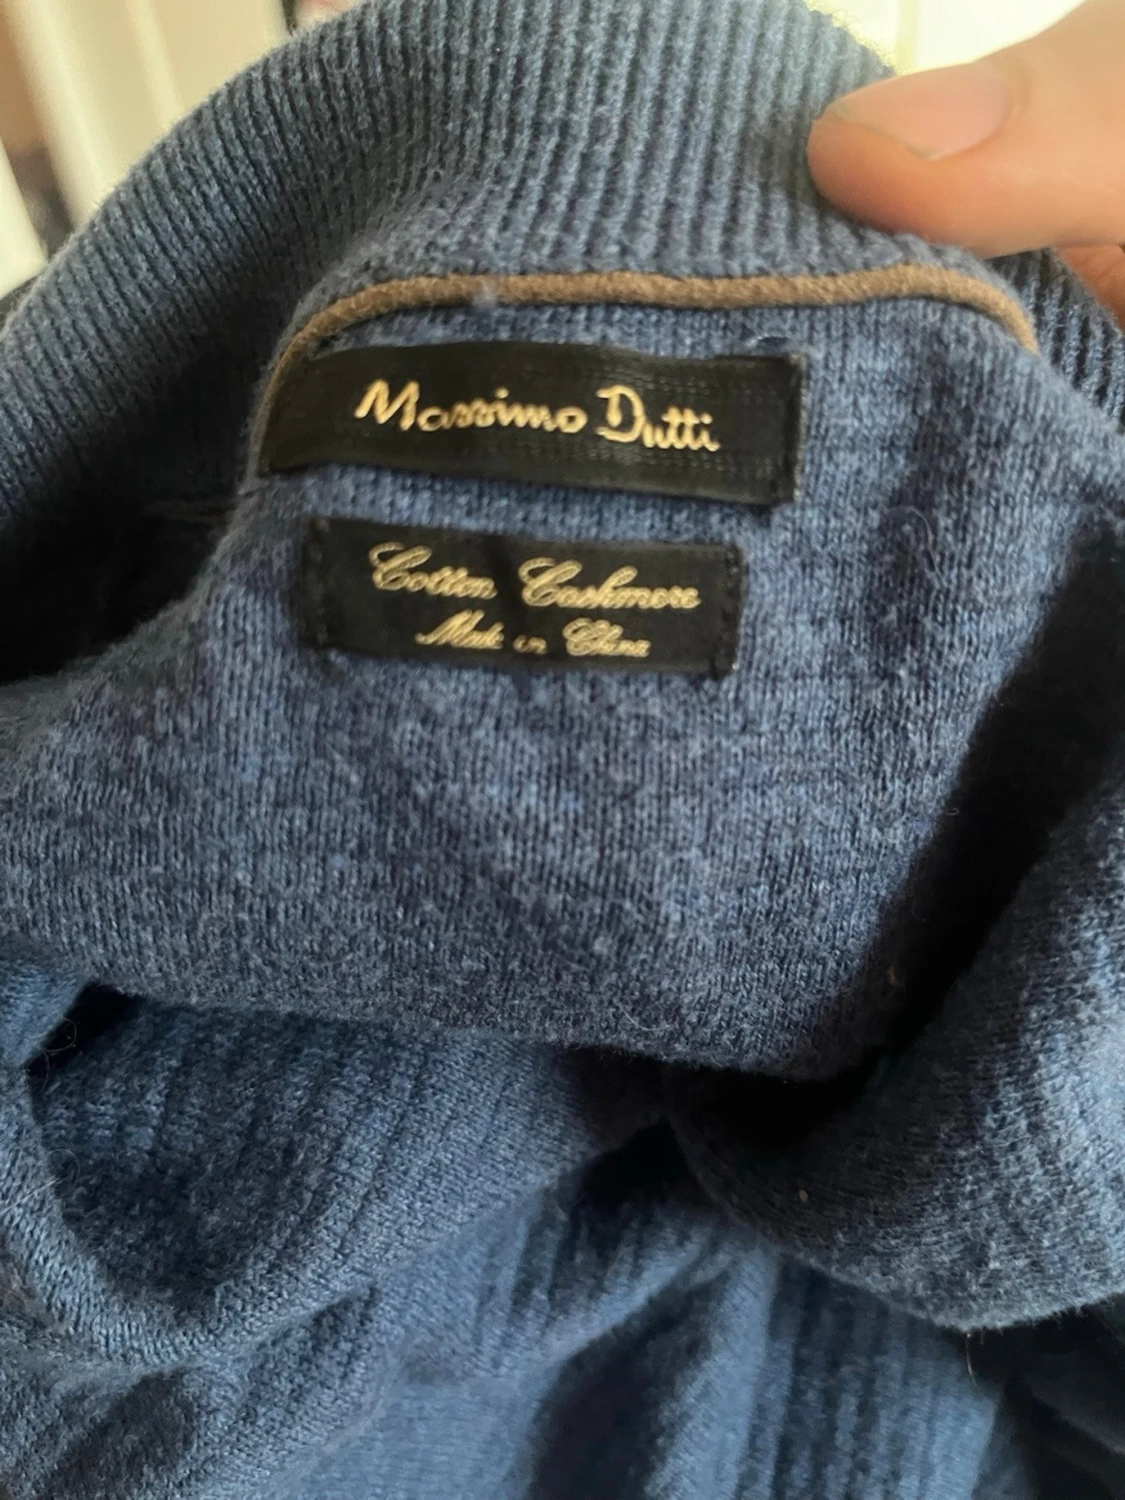 Massimo Dutti
Cotton Cashmere
Made in China